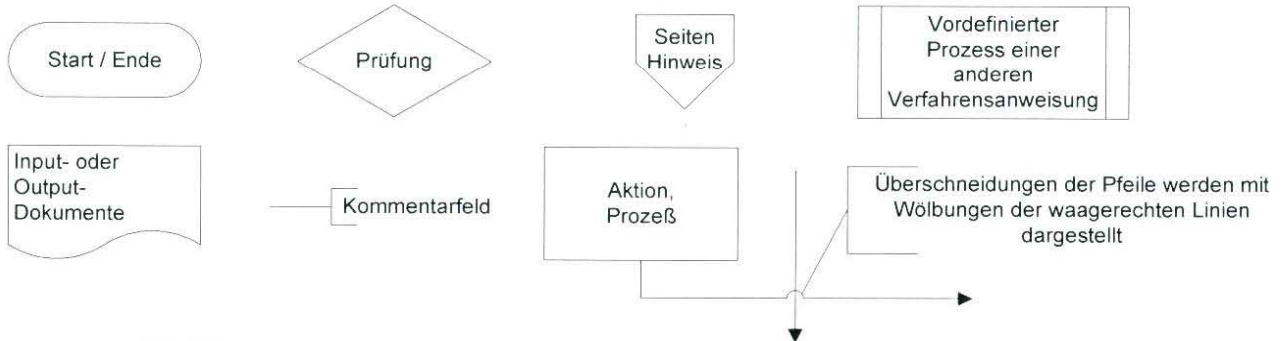 Start / Ende
Prüfung
Seiten
Hinweis
Vordefinierter
Prozess einer
anderen
Verfahrensanweisung
Input- oder
Output-
Dokumente
Kommentarfeld
Aktion,
Prozeß
Überschneidungen der Pfeile werden mit
Wölbungen der waagerechten Linien
dargestellt